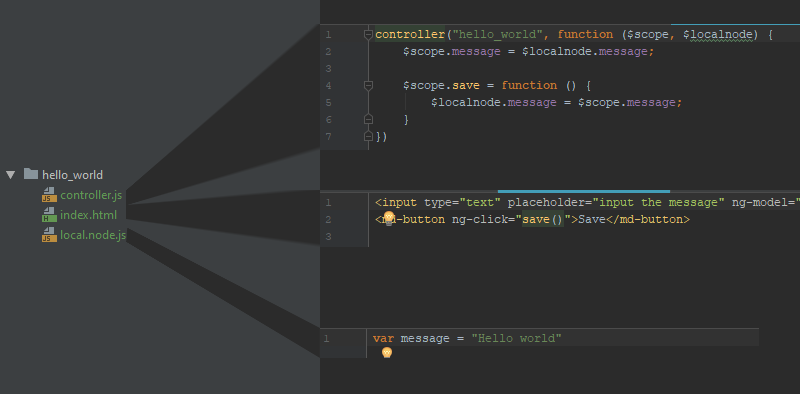 hello_world
controller.js
index.html
local.node.js
1 controller("hello_world", function ($scope, $localnode) {
2 $scope.message = $localnode.message;
3
4 $scope.save = function () {
5 $localnode.message = $scope.message;
6 }
7 })
1 <input type="text" placeholder="input the message" ng-model="
2 <md-button ng-click="save()">Save</md-button>
3
1 var message = "Hello world"